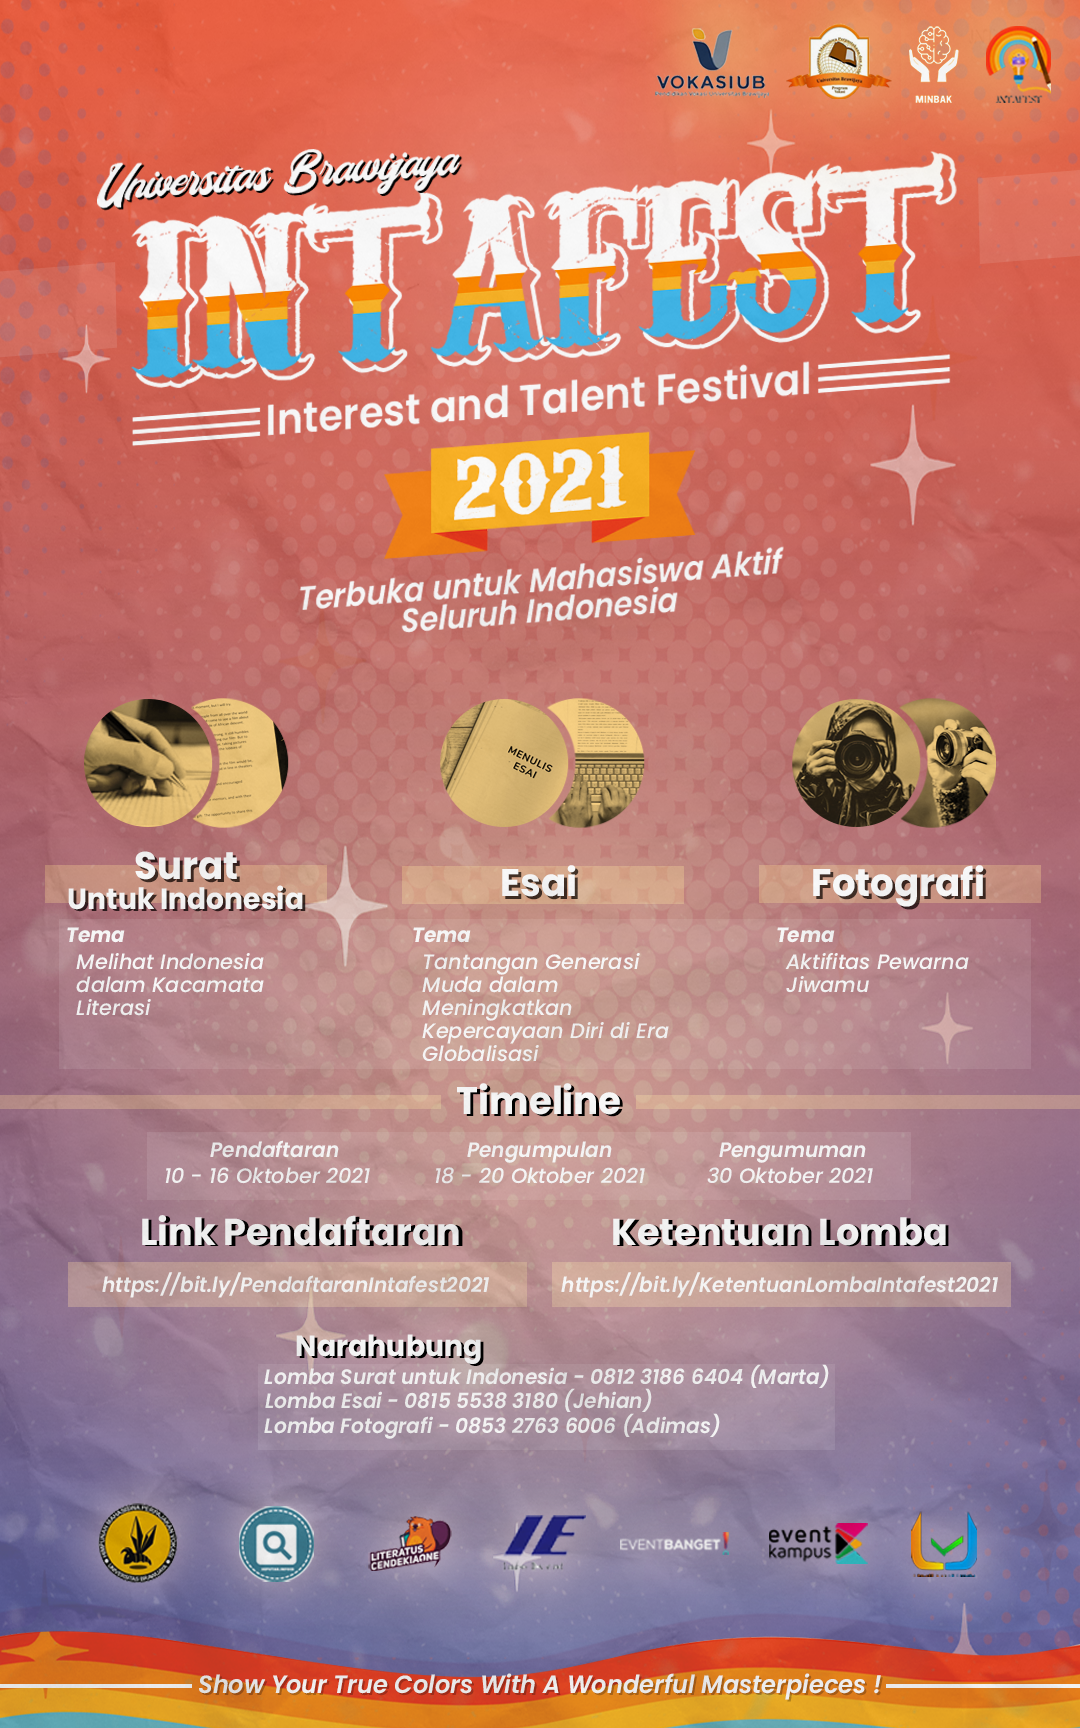 VOKASIUB
Universitas Brawijaya
MINBAK
INTAFEST
Universitas Brawijaya
INTAFEST
Interest and Talent Festival
2021
Terbuka untuk Mahasiswa Aktif
Seluruh Indonesia
MENULIS
ESAI
Surat
Untuk Indonesia
Esai
Fotografi
Tema
Melihat Indonesia
dalam Kacamata
Literasi
Tema
Tantangan Generasi
Muda dalam
Meningkatkan
Kepercayaan Diri di Era
Globalisasi
Tema
Aktifitas Pewarna
Jiwamu
Timeline
Pendaftaran
10 - 16 Oktober 2021
Pengumpulan
18 - 20 Oktober 2021
Pengumuman
30 Oktober 2021
Link Pendaftaran
https://bit.ly/PendaftaranIntafest2021
Ketentuan Lomba
https://bit.ly/KetentuanLombaIntafest2021
Narahubung
Lomba Surat untuk Indonesia - 0812 3186 6404 (Marta)
Lomba Esai - 0815 5538 3180 (Jehian)
Lomba Fotografi - 0853 2763 6006 (Adimas)
LITERATUS
CENDEKIAONE
IE
Info Event
EVENTBANGET!
event
kampus
Show Your True Colors With A Wonderful Masterpieces !